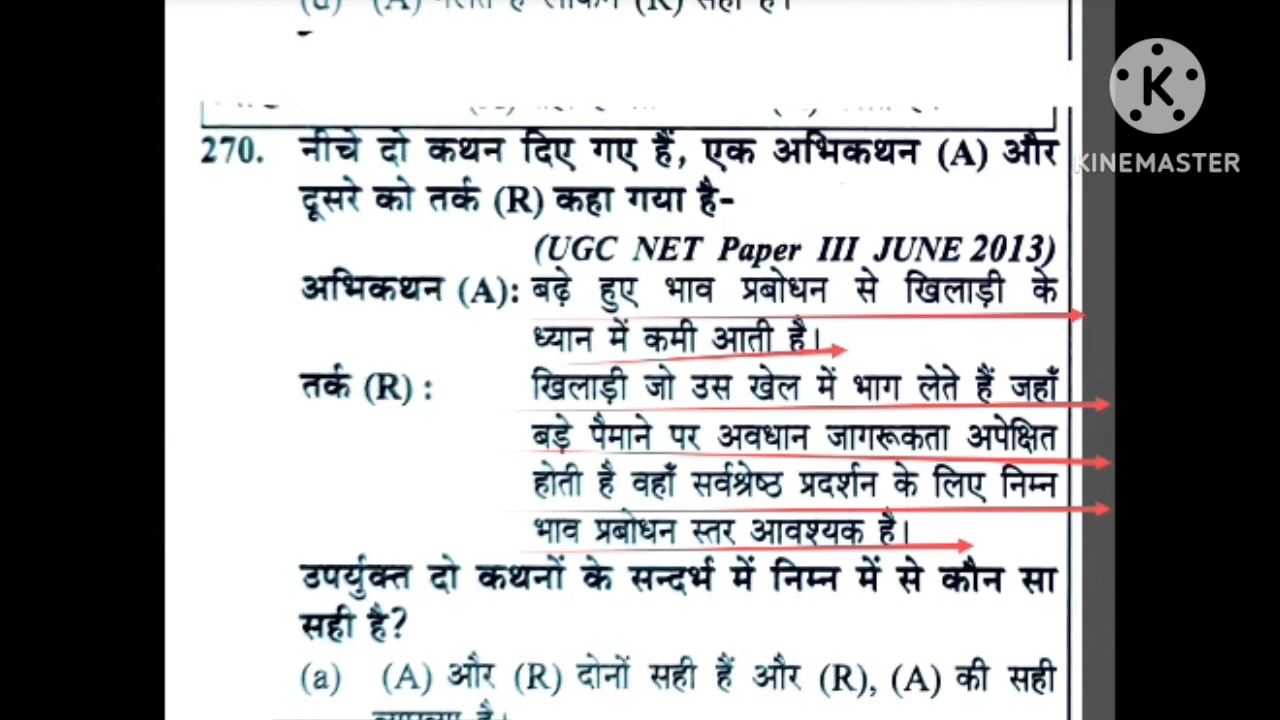 270. नीचे दो कथन दिए गए हैं, एक अभिकथन (A) और
दूसरे को तर्क (R) कहा गया है-
(UGC NET Paper III JUNE 2013)
अभिकथन (A): बढ़े हुए भाव प्रबोधन से खिलाड़ी के
ध्यान में कमी आती है।
तर्क (R) : खिलाड़ी जो उस खेल में भाग लेते हैं जहाँ
बड़े पैमाने पर अवधान जागरूकता अपेक्षित
होती है वहाँ सर्वश्रेष्ठ प्रदर्शन के लिए निम्न
भाव प्रबोधन स्तर आवश्यक है।
उपर्युक्त दो कथनों के सन्दर्भ में निम्न में से कौन सा
सही है?
(a) (A) और (R) दोनों सही हैं और (R), (A) की सही
K
KINEMASTER